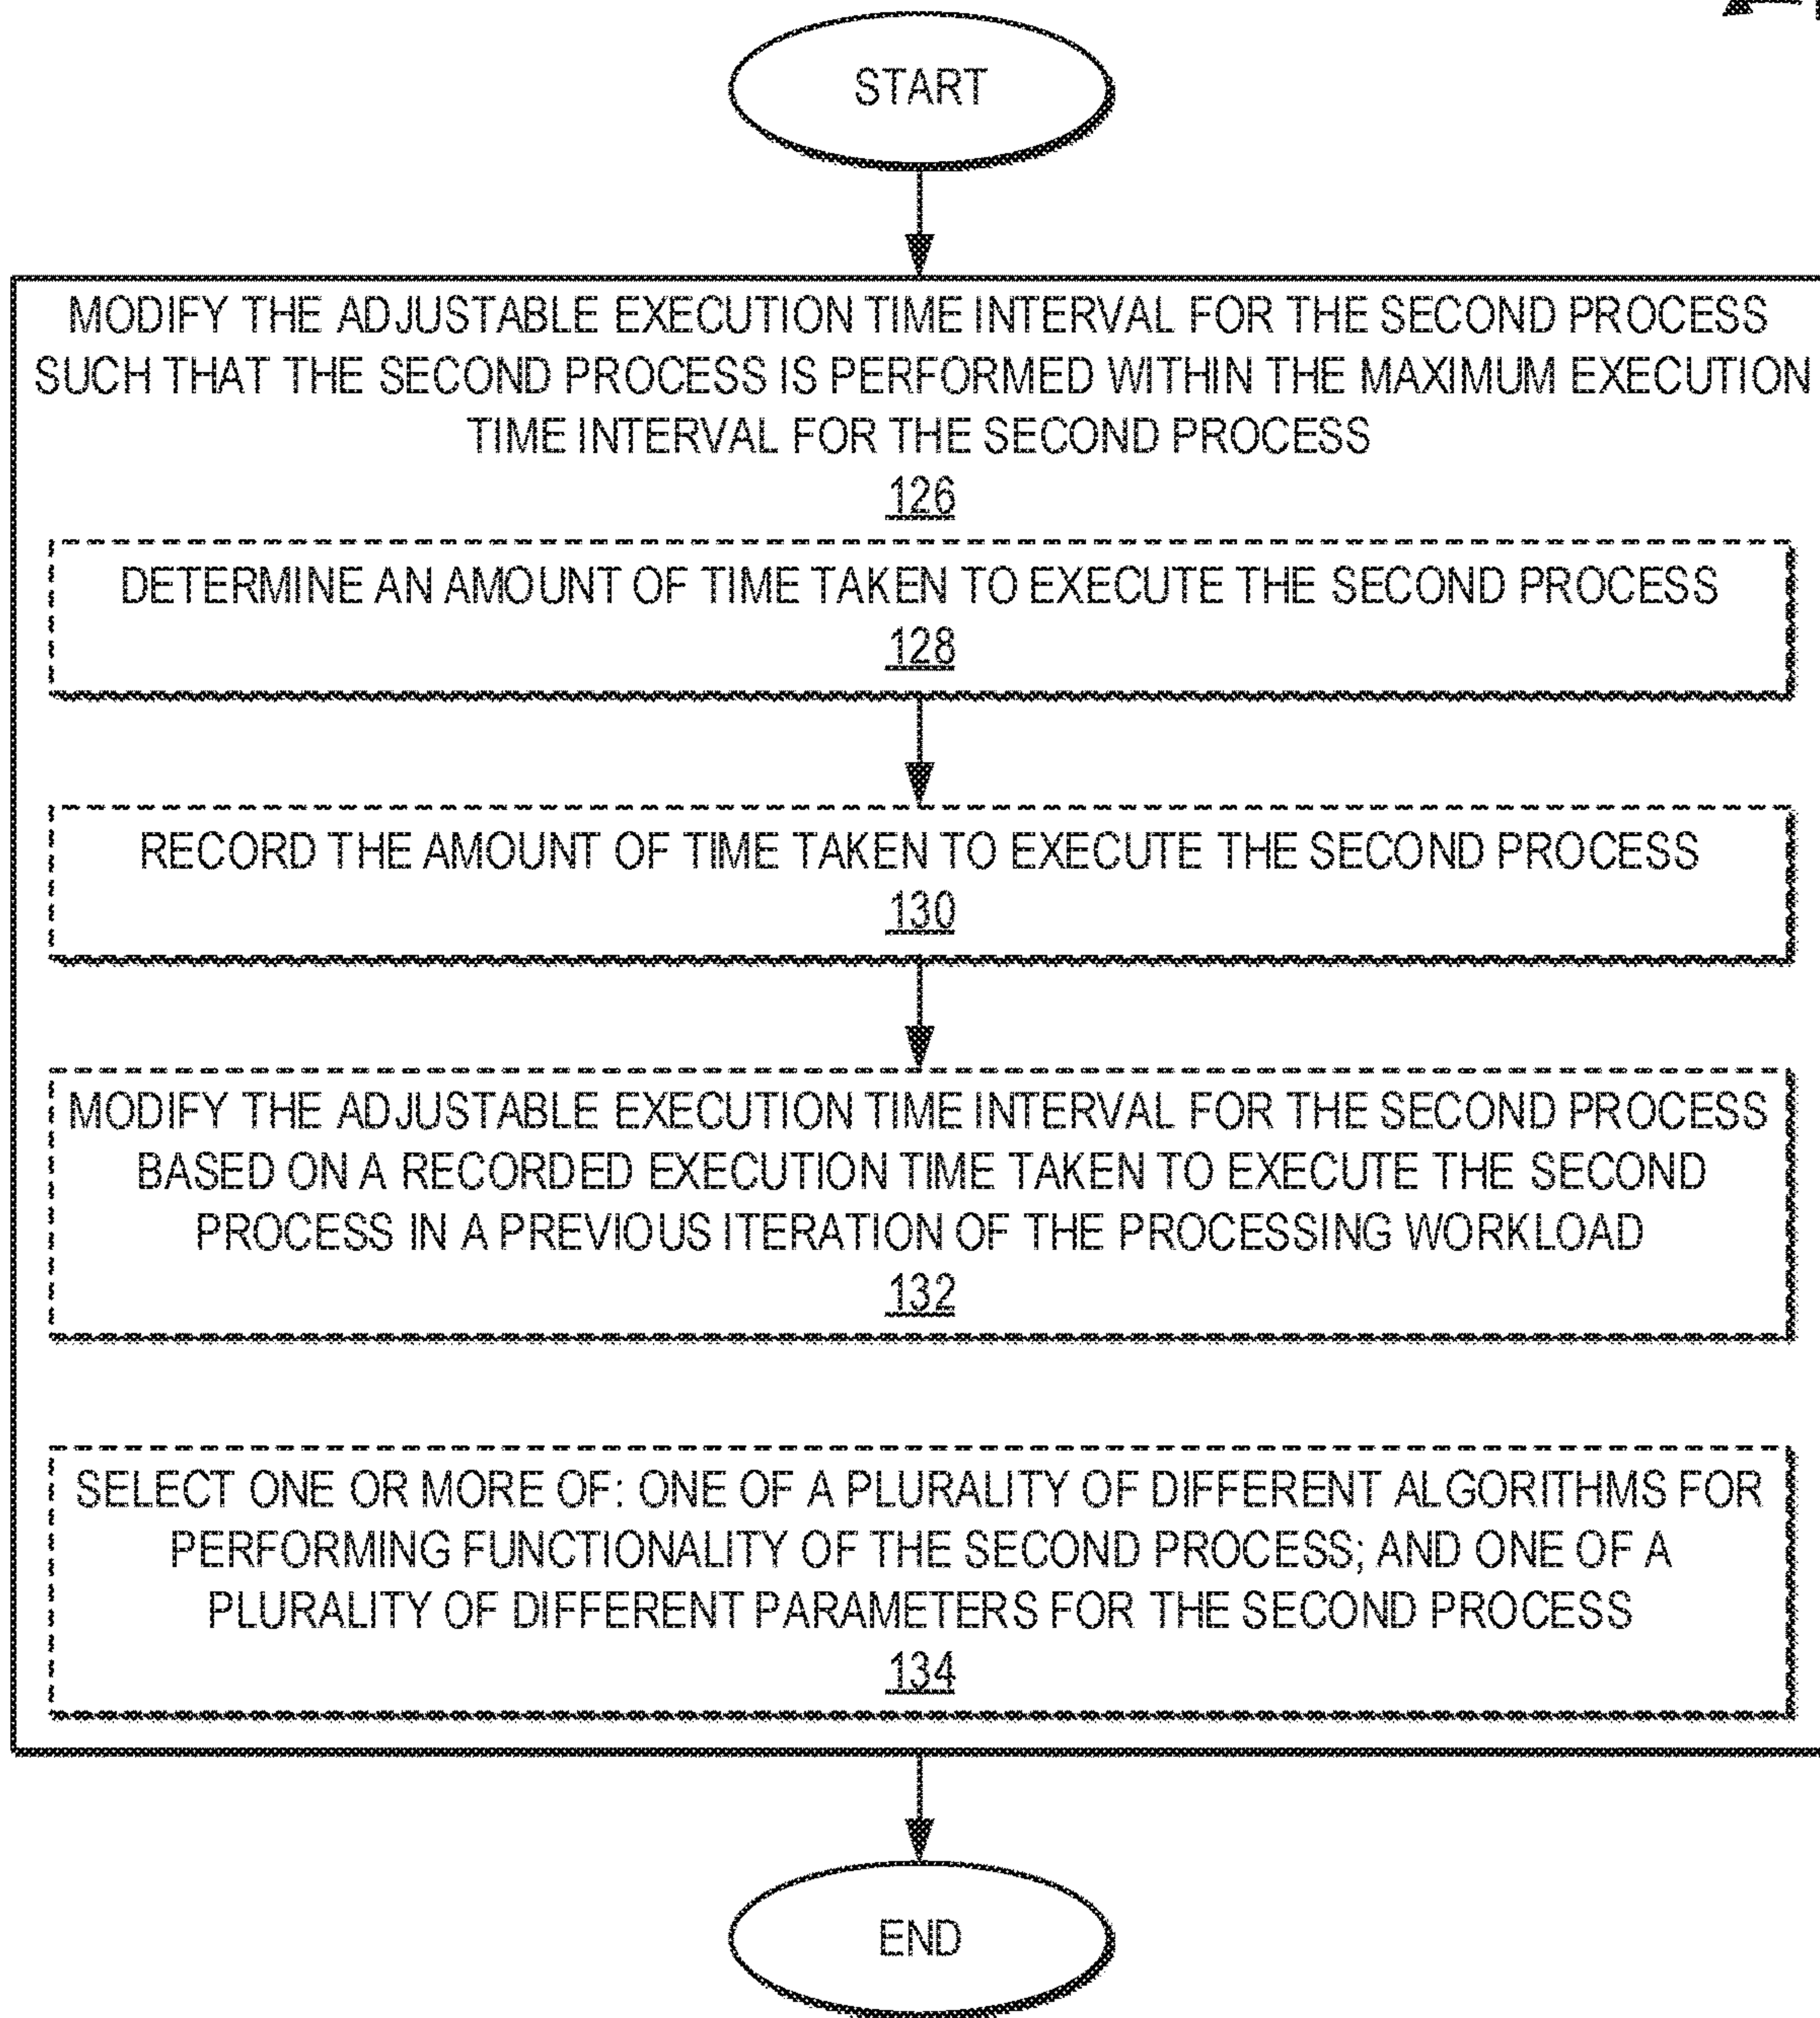 START
MODIFY THE ADJUSTABLE EXECUTION TIME INTERVAL FOR THE SECOND PROCESS
SUCH THAT THE SECOND PROCESS IS PERFORMED WITHIN THE MAXIMUM EXECUTION
TIME INTERVAL FOR THE SECOND PROCESS
126
DETERMINE AN AMOUNT OF TIME TAKEN TO EXECUTE THE SECOND PROCESS
128
RECORD THE AMOUNT OF TIME TAKEN TO EXECUTE THE SECOND PROCESS
130
MODIFY THE ADJUSTABLE EXECUTION TIME INTERVAL FOR THE SECOND PROCESS
BASED ON A RECORDED EXECUTION TIME TAKEN TO EXECUTE THE SECOND
PROCESS IN A PREVIOUS ITERATION OF THE PROCESSING WORKLOAD
132
SELECT ONE OR MORE OF: ONE OF A PLURALITY OF DIFFERENT ALGORITHMS FOR
PERFORMING FUNCTIONALITY OF THE SECOND PROCESS; AND ONE OF A
PLURALITY OF DIFFERENT PARAMETERS FOR THE SECOND PROCESS
134
END